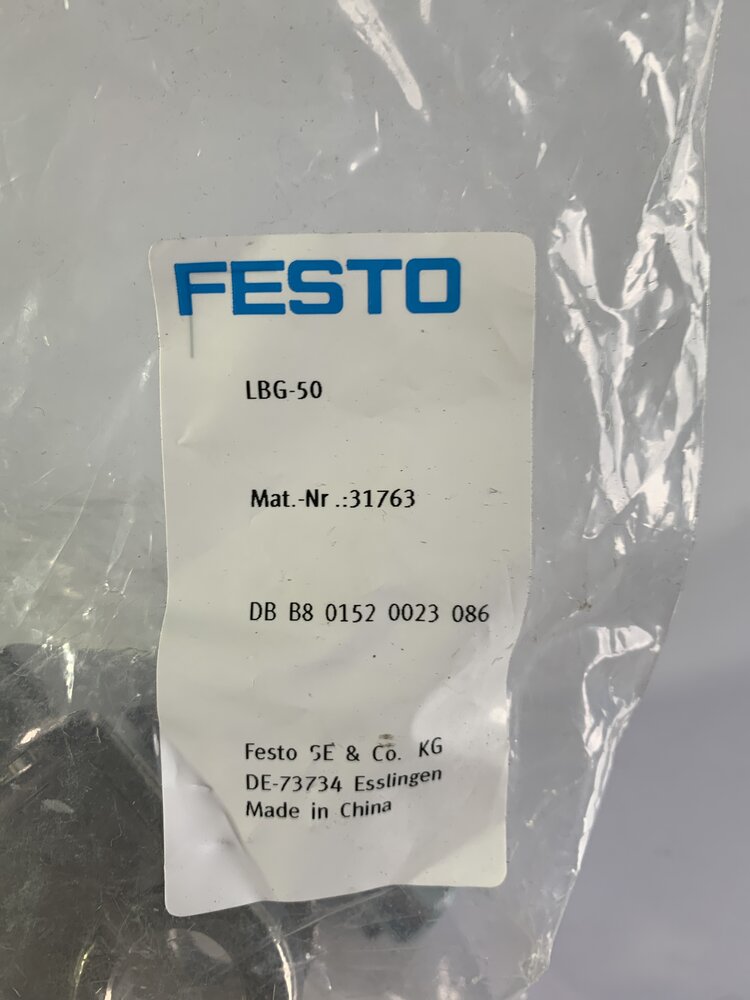 FESTO
LBG-50
Mat.-Nr .:31763
DB B8 0152 0023 086
Festo SE & Co. KG
DE-73734 Esslingen
Made in China